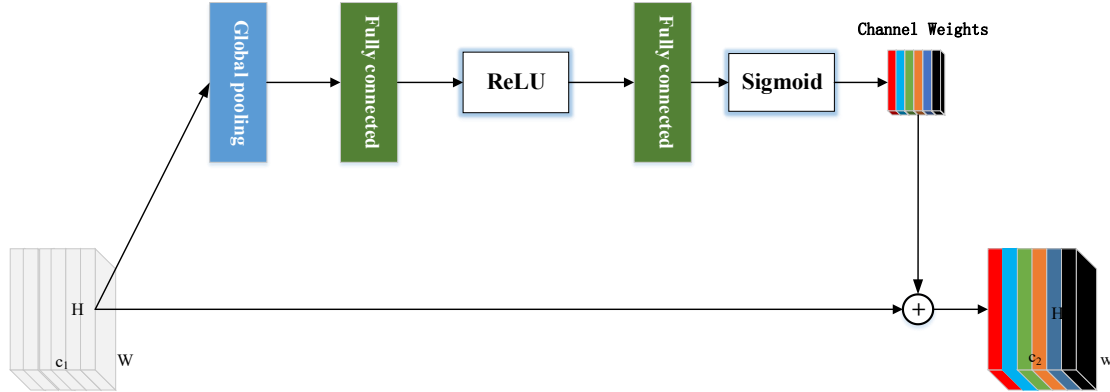 Global pooling
Fully connected
ReLU
Fully connected
Sigmoid
Channel Weights
H
c1
W
+
H
c2
w